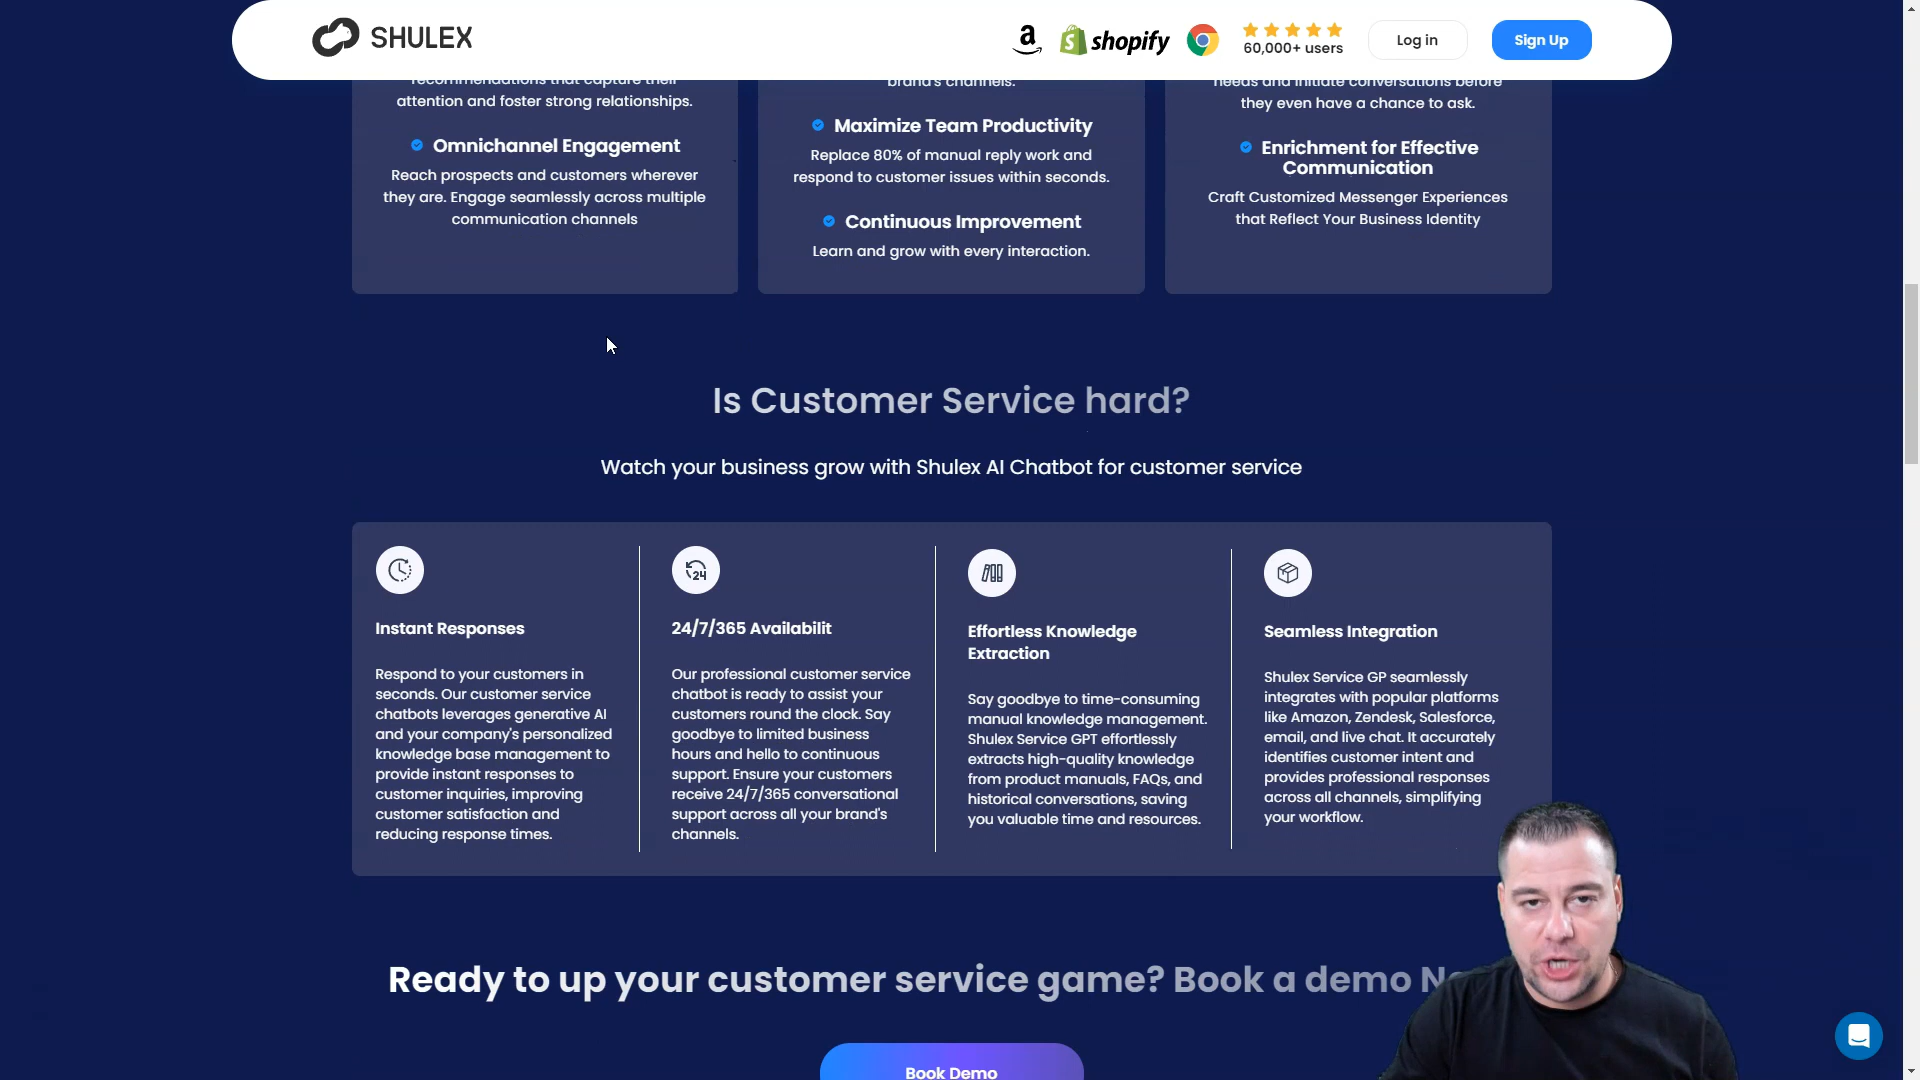 SHULEX
a
shopify
60,000+ users
Log in
Sign Up
attention and foster strong relationships.
Omnichannel Engagement
Reach prospects and customers wherever
they are. Engage seamlessly across multiple
communication channels
brand's channels.
Maximize Team Productivity
Replace 80% of manual reply work and
respond to customer issues within seconds.
Continuous Improvement
Learn and grow with every interaction.
needs and initiate conversations before
they even have a chance to ask.
Enrichment for Effective
Communication
Craft Customized Messenger Experiences
that Reflect Your Business Identity
Is Customer Service hard?
Watch your business grow with Shulex AI Chatbot for customer service
Instant Responses
Respond to your customers in
seconds. Our customer service
chatbots leverages generative AI
and your company's personalized
knowledge base management to
provide instant responses to
customer inquiries, improving
customer satisfaction and
reducing response times.
24
24/7/365 Availabilit
Our professional customer service
chatbot is ready to assist your
customers round the clock. Say
goodbye to limited business
hours and hello to continuous
support. Ensure your customers
receive 24/7/365 conversational
support across all your brand's
channels.
Effortless Knowledge
Extraction
Say goodbye to time-consuming
manual knowledge management.
Shulex Service GPT effortlessly
extracts high-quality knowledge
from product manuals, FAQs, and
historical conversations, saving
you valuable time and resources.
Seamless Integration
Shulex Service GP seamlessly
integrates with popular platforms
like Amazon, Zendesk, Salesforce,
email, and live chat. It accurately
identifies customer intent and
provides professional responses
across all channels, simplifying
your workflow.
Ready to up your customer service game? Book a demo
Book Demo